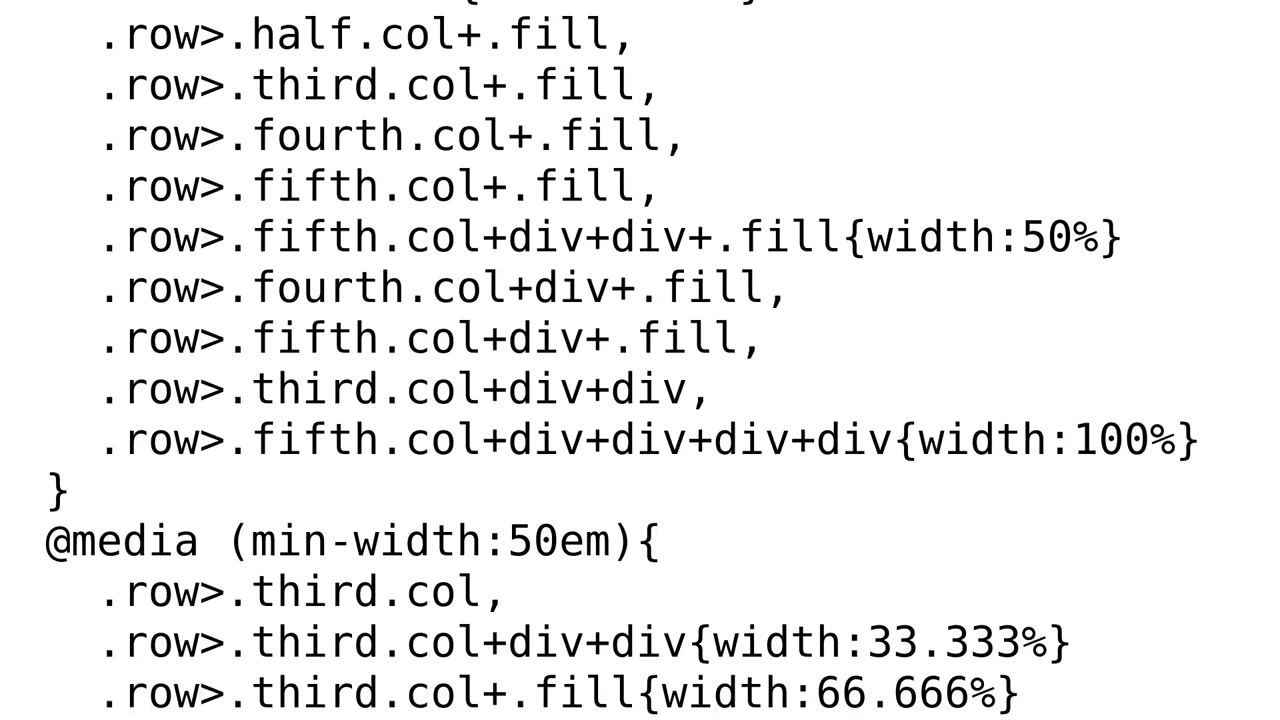 .row>.half.col+.fill,
.row>.third.col+.fill,
.row>.fourth.col+.fill,
.row>.fifth.col+.fill,
.row>.fifth.col+div+div+.fill{width:50%}
.row>.fourth.col+div+.fill,
.row>.fifth.col+div+.fill,
.row>.third.col+div+div,
.row>.fifth.col+div+div+div+div{width:100%}
}
@media (min-width:50em){
.row>.third.col,
.row>.third.col+div+div{width:33.333%}
.row>.third.col+.fill{width:66.666%}